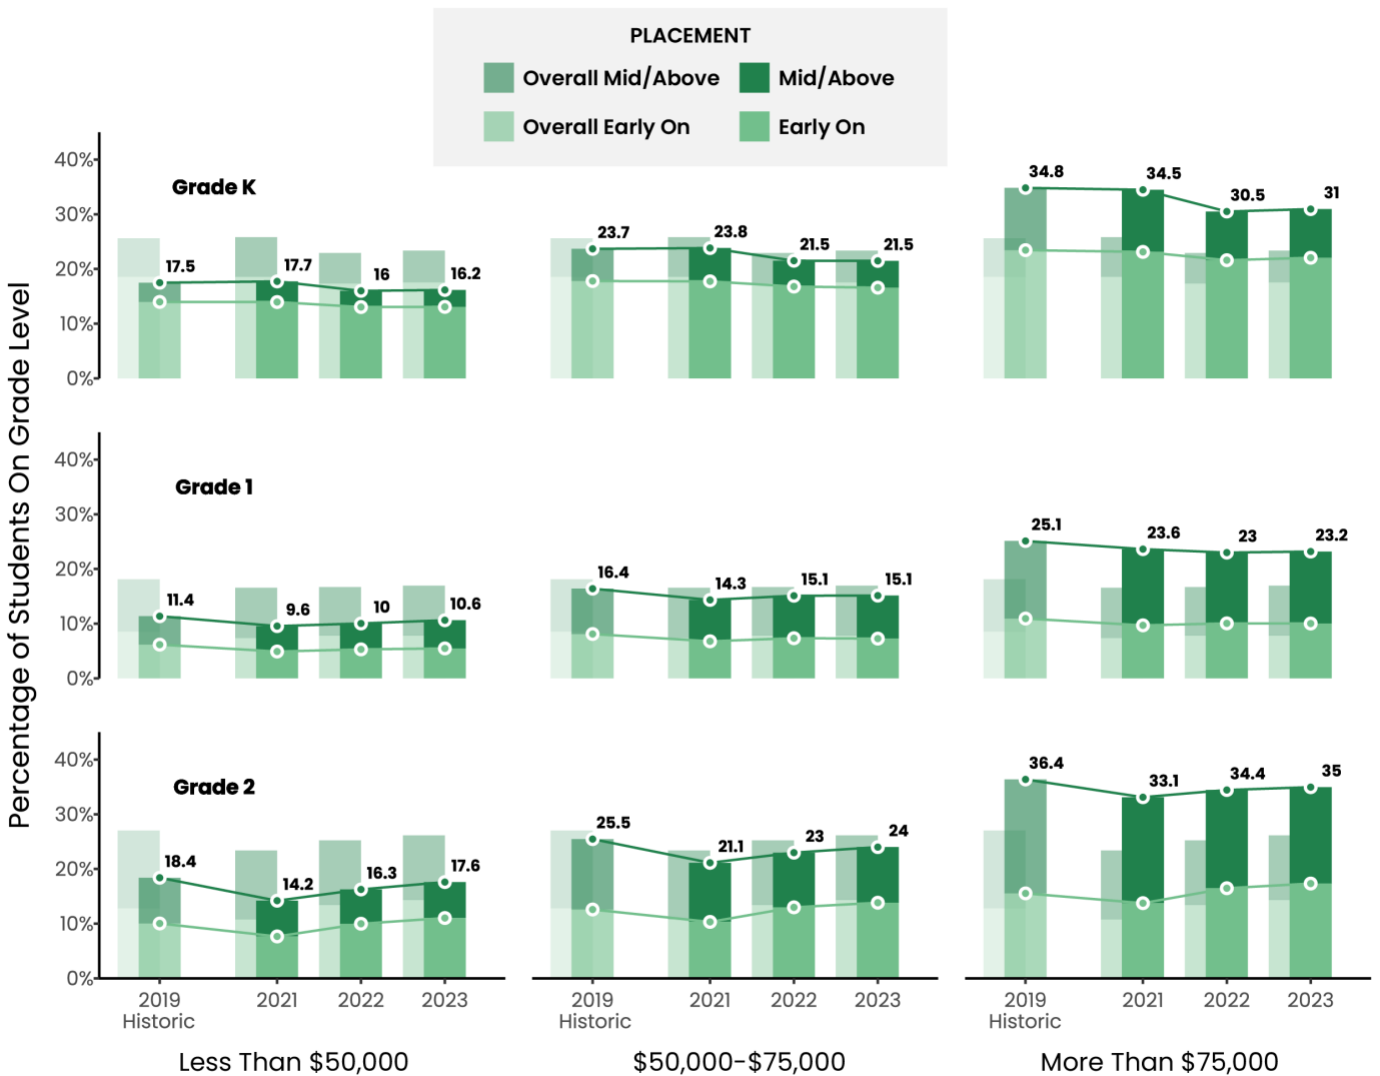 PLACEMENT
Overall Mid/Above Mid/Above
Overall Early On Early On
Percentage of Students On Grade Level
Grade K
40%
30%
20%
10%
0%
17.5 17.7 16 16.2
23.7 23.8 21.5 21.5
34.8 34.5 30.5 31
Grade 1
40%
30%
20%
10%
0%
11.4 9.6 10 10.6
16.4 14.3 15.1 15.1
25.1 23.6 23 23.2
Grade 2
40%
30%
20%
10%
0%
18.4 14.2 16.3 17.6
25.5 21.1 23 24
36.4 33.1 34.4 35
2019 Historic 2021 2022 2023
2019 Historic 2021 2022 2023
2019 Historic 2021 2022 2023
Less Than $50,000 $50,000-$75,000 More Than $75,000